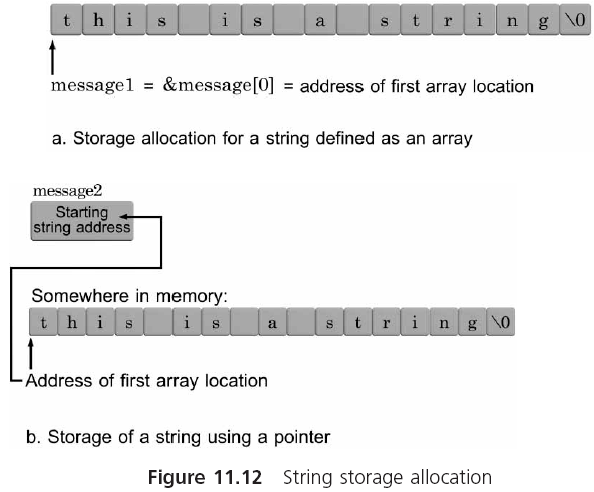 t h i s i s a s t r i n g \0
message1 = &message[0] = address of first array location
a. Storage allocation for a string defined as an array
message2
Starting
string address
Somewhere in memory:
t h i s i s a s t r i n g \0
Address of first array location
b. Storage of a string using a pointer
Figure 11.12 String storage allocation